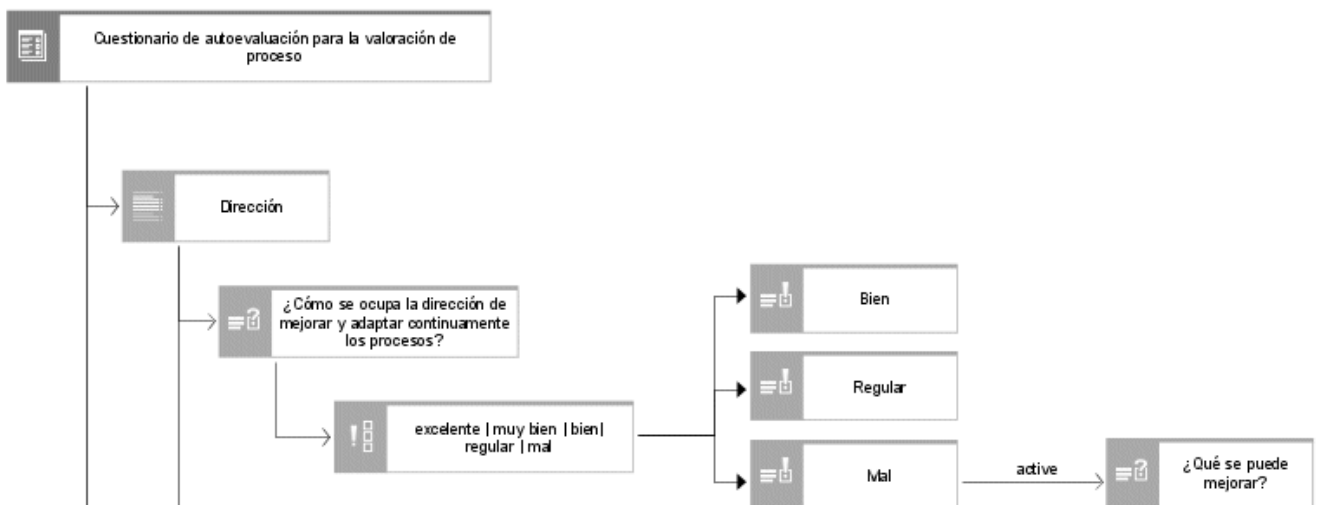 Cuestionario de autoevaluación para la valoración de
proceso
Dirección
¿Cómo se ocupa la dirección de
mejorar y adaptar continuamente
los procesos?
excelente | muy bien | bien|
regular | mal
Bien
Regular
Mal
active
¿Qué se puede
mejorar?